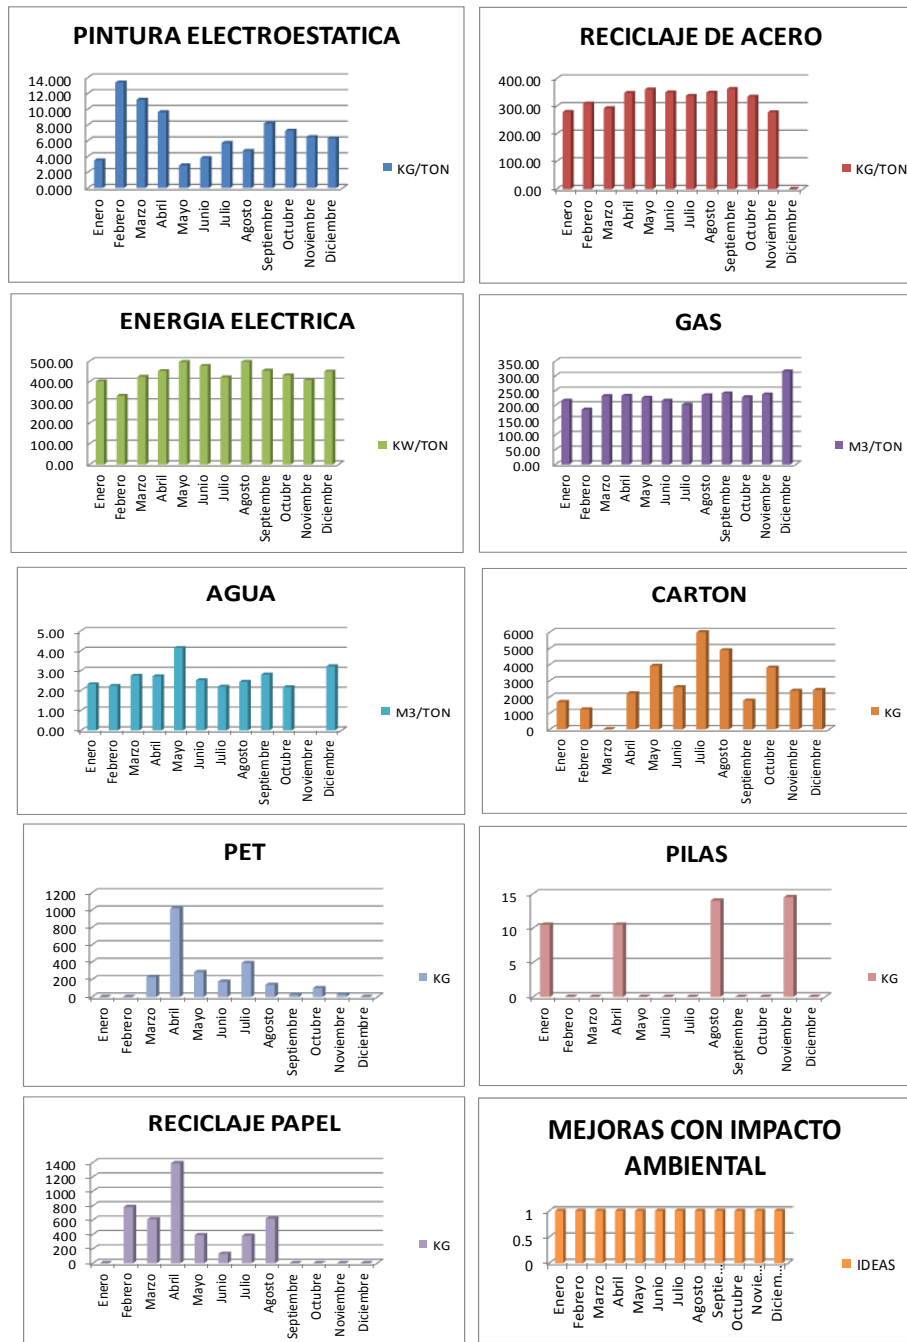 PINTURA ELECTROESTATICA
14.000
12.000
10.000
8.000
6.000
4.000
2.000
0.000
Enero
Febrero
Marzo
Abril
Mayo
Junio
Julio
Agosto
Septiembre
Octubre
Noviembre
Diciembre
KG/TON
RECICLAJE DE ACERO
400.00
300.00
200.00
100.00
0.00
Enero
Febrero
Marzo
Abril
Mayo
Junio
Julio
Agosto
Septiembre
Octubre
Noviembre
Diciembre
KG/TON
ENERGIA ELECTRICA
500.00
400.00
300.00
200.00
100.00
0.00
Enero
Febrero
Marzo
Abril
Mayo
Junio
Julio
Agosto
Septiembre
Octubre
Noviembre
Diciembre
KW/TON
GAS
350.00
300.00
250.00
200.00
150.00
100.00
50.00
0.00
Enero
Febrero
Marzo
Abril
Mayo
Junio
Julio
Agosto
Septiembre
Octubre
Noviembre
Diciembre
M3/TON
AGUA
5.00
4.00
3.00
2.00
1.00
0.00
Enero
Febrero
Marzo
Abril
Mayo
Junio
Julio
Agosto
Septiembre
Octubre
Noviembre
Diciembre
M3/TON
CARTON
6000
5000
4000
3000
2000
1000
0
Enero
Febrero
Marzo
Abril
Mayo
Junio
Julio
Agosto
Septiembre
Octubre
Noviembre
Diciembre
KG
PET
1200
1000
800
600
400
200
0
Enero
Febrero
Marzo
Abril
Mayo
Junio
Julio
Agosto
Septiembre
Octubre
Noviembre
Diciembre
KG
PILAS
15
10
5
0
Enero
Febrero
Marzo
Abril
Mayo
Junio
Julio
Agosto
Septiembre
Octubre
Noviembre
Diciembre
KG
RECICLAJE PAPEL
1400
1200
1000
800
600
400
200
0
Enero
Febrero
Marzo
Abril
Mayo
Junio
Julio
Agosto
Septiembre
Octubre
Noviembre
Diciembre
KG
MEJORAS CON IMPACTO
AMBIENTAL
1
0.5
0
Enero
Febrero
Marzo
Abril
Mayo
Junio
Julio
Agosto
Septie...
Octubre
Novie...
Diciem...
IDEAS